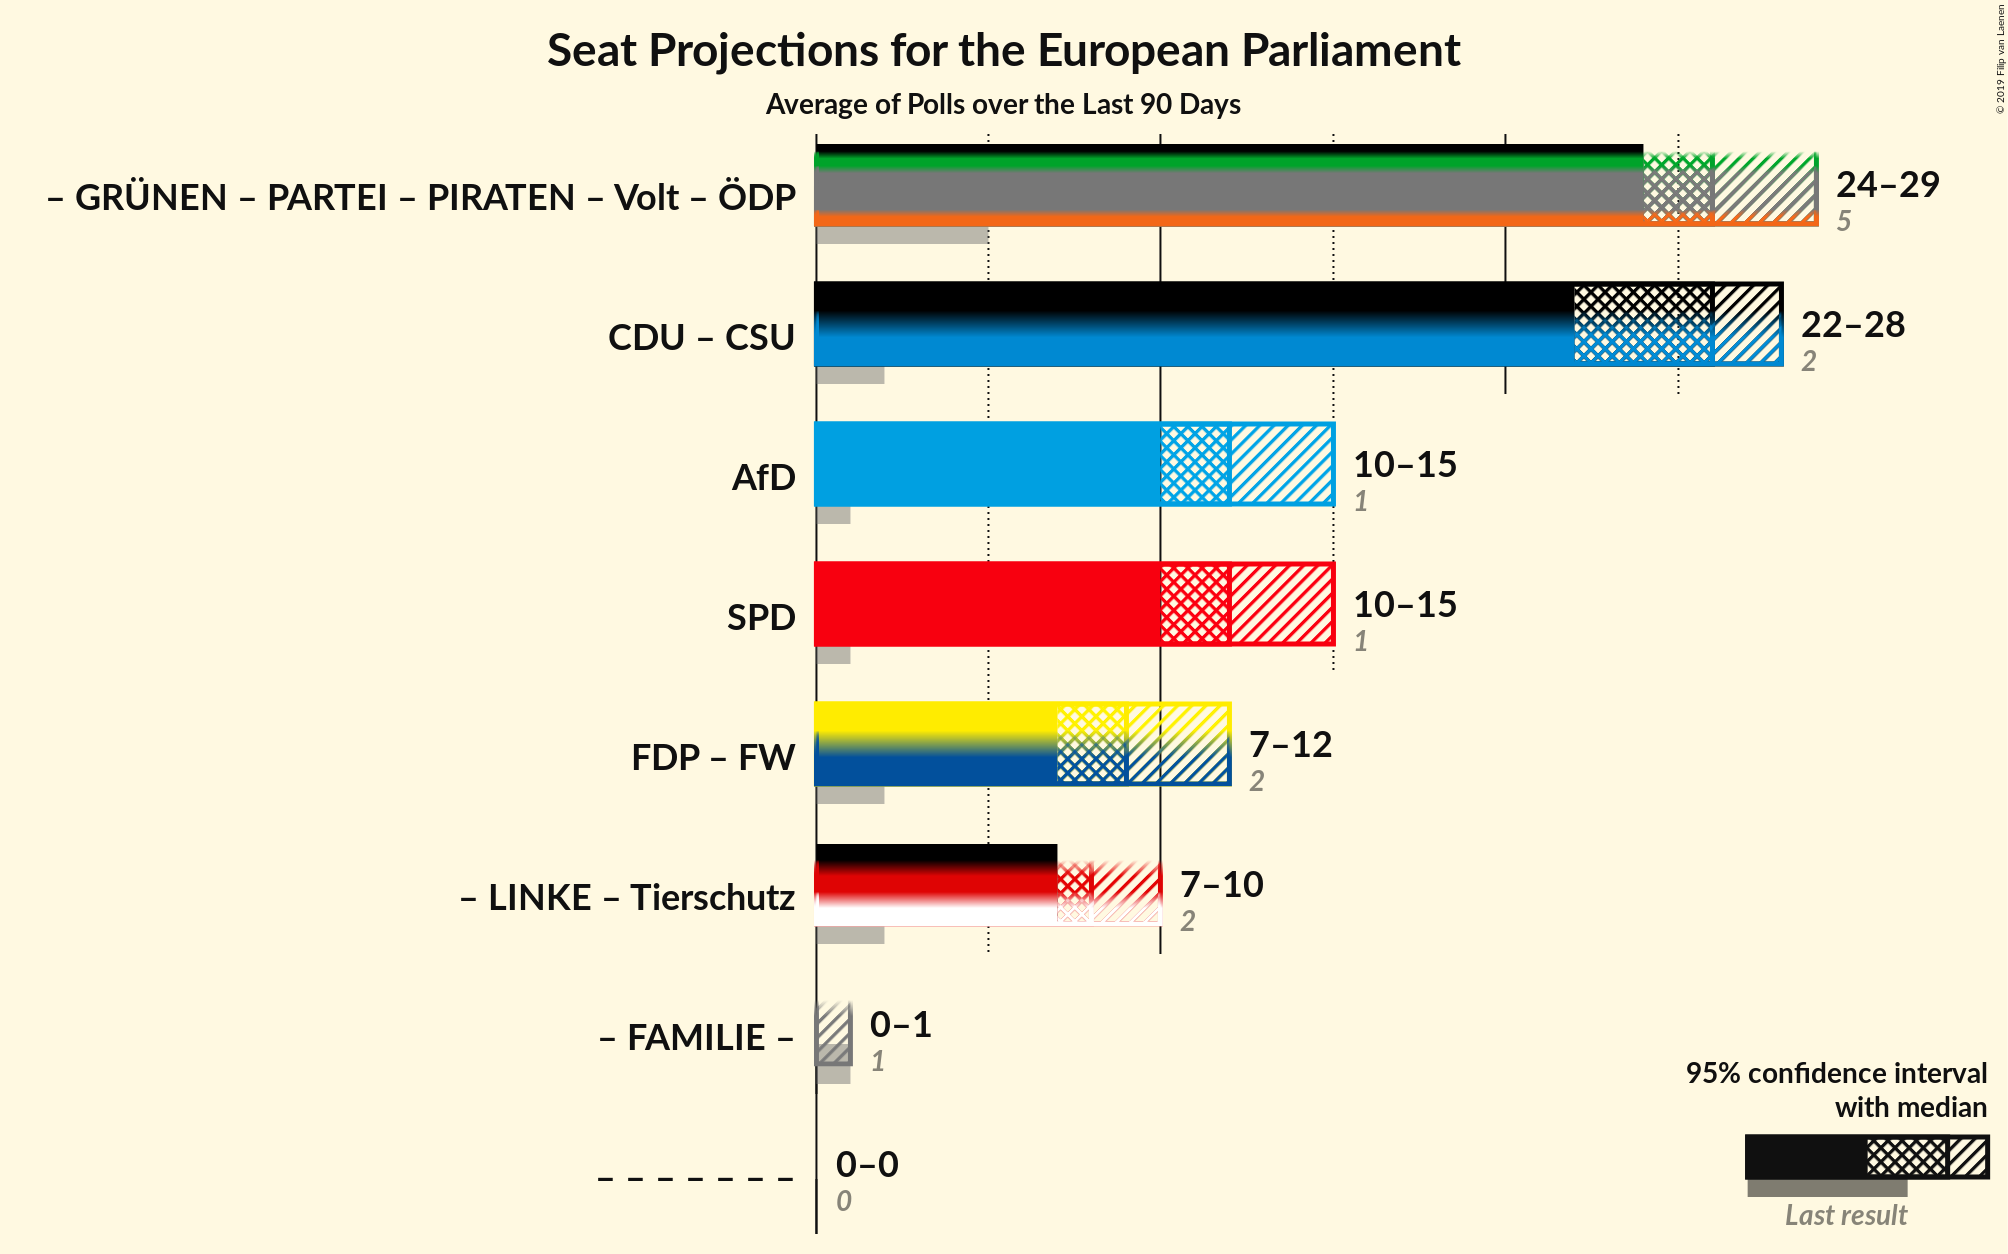 Seat Projections for the European Parliament
Average of Polls over the Last 90 Days
© 2019 Filip van Laenen
– GRÜNEN – PARTEI – PIRATEN – Volt – ÖDP
24–29
5
CDU – CSU
22–28
2
AfD
10–15
1
SPD
10–15
1
FDP – FW
7–12
2
– LINKE – Tierschutz
7–10
2
– FAMILIE –
0–1
1
– – – – – – –
0–0
0
95% confidence interval
with median
Last result